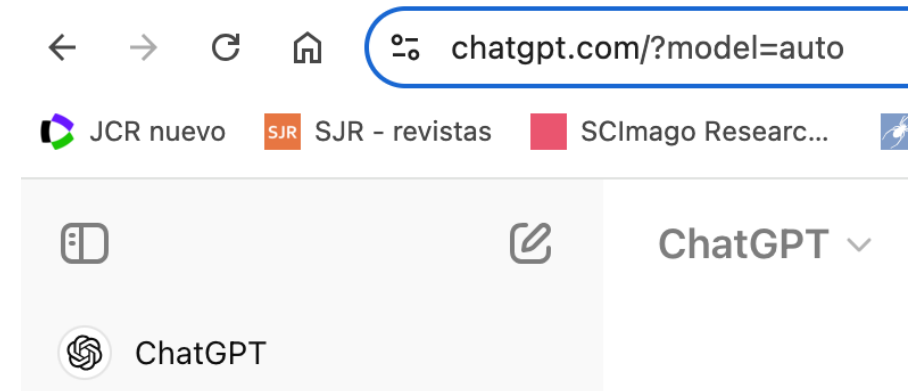 chatgpt.com/?model=auto
JCR nuevo SJR SJR - revistas SCImago Researc...
ChatGPT
ChatGPT